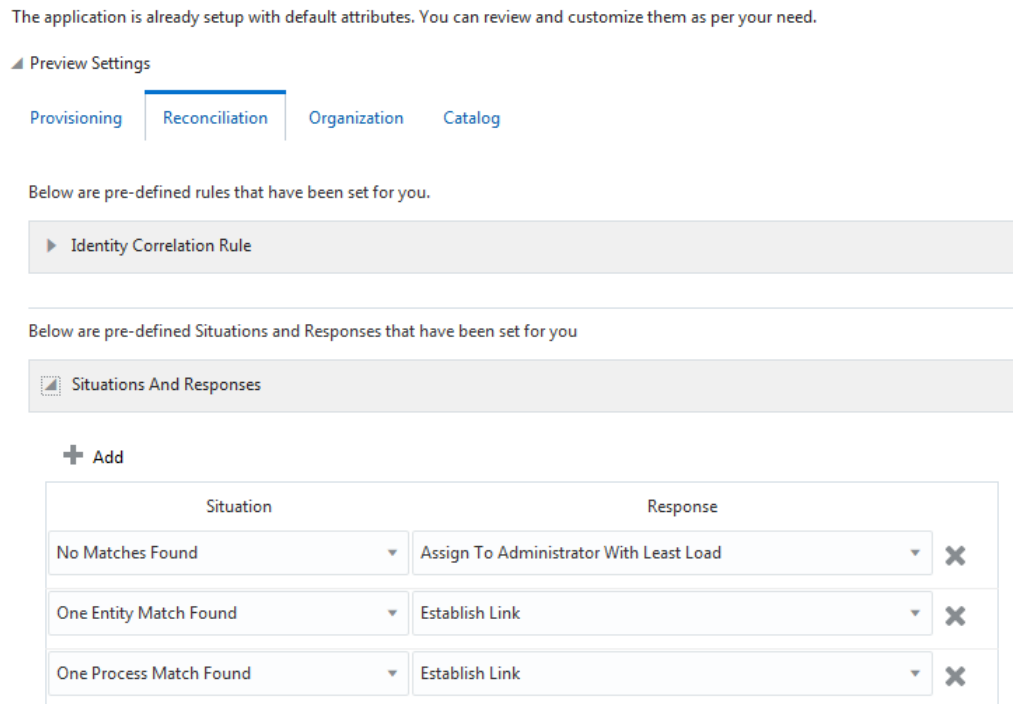 The application is already setup with default attributes. You can review and customize them as per your need.
Preview Settings
Provisioning Reconciliation Organization Catalog
Below are pre-defined rules that have been set for you.
Identity Correlation Rule
Below are pre-defined Situations and Responses that have been set for you
Situations And Responses
Add
Situation Response
No Matches Found Assign To Administrator With Least Load
One Entity Match Found Establish Link
One Process Match Found Establish Link